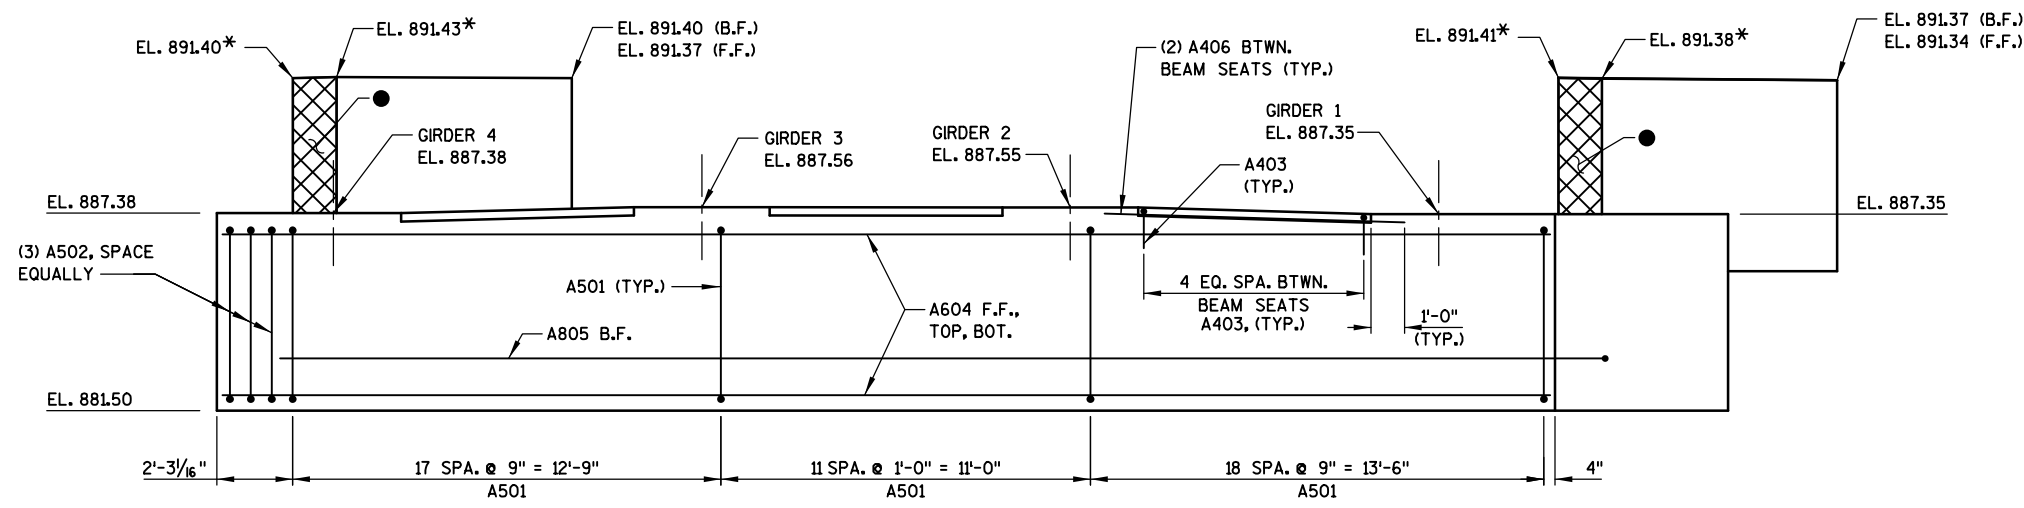 EL. 891.40*
EL. 891.43*
EL. 891.40 (B.F.)
EL. 891.37 (F.F.)
(2) A406 BTWN.
BEAM SEATS (TYP.)
EL. 891.41*
EL. 891.38*
EL. 891.37 (B.F.)
EL. 891.34 (F.F.)
GIRDER 4
EL. 887.38
GIRDER 3
EL. 887.56
GIRDER 2
EL. 887.55
GIRDER 1
EL. 887.35
A403
(TYP.)
EL. 887.38
EL. 887.35
(3) A502, SPACE
EQUALLY
A501 (TYP.)
A604 F.F.,
TOP, BOT.
4 EQ. SPA. BTWN.
BEAM SEATS
A403, (TYP.)
1'-0"
(TYP.)
A805 B.F.
EL. 881.50
2'-3 1/16"
17 SPA. @ 9" = 12'-9"
A501
11 SPA. @ 1'-0" = 11'-0"
A501
18 SPA. @ 9" = 13'-6"
A501
4"